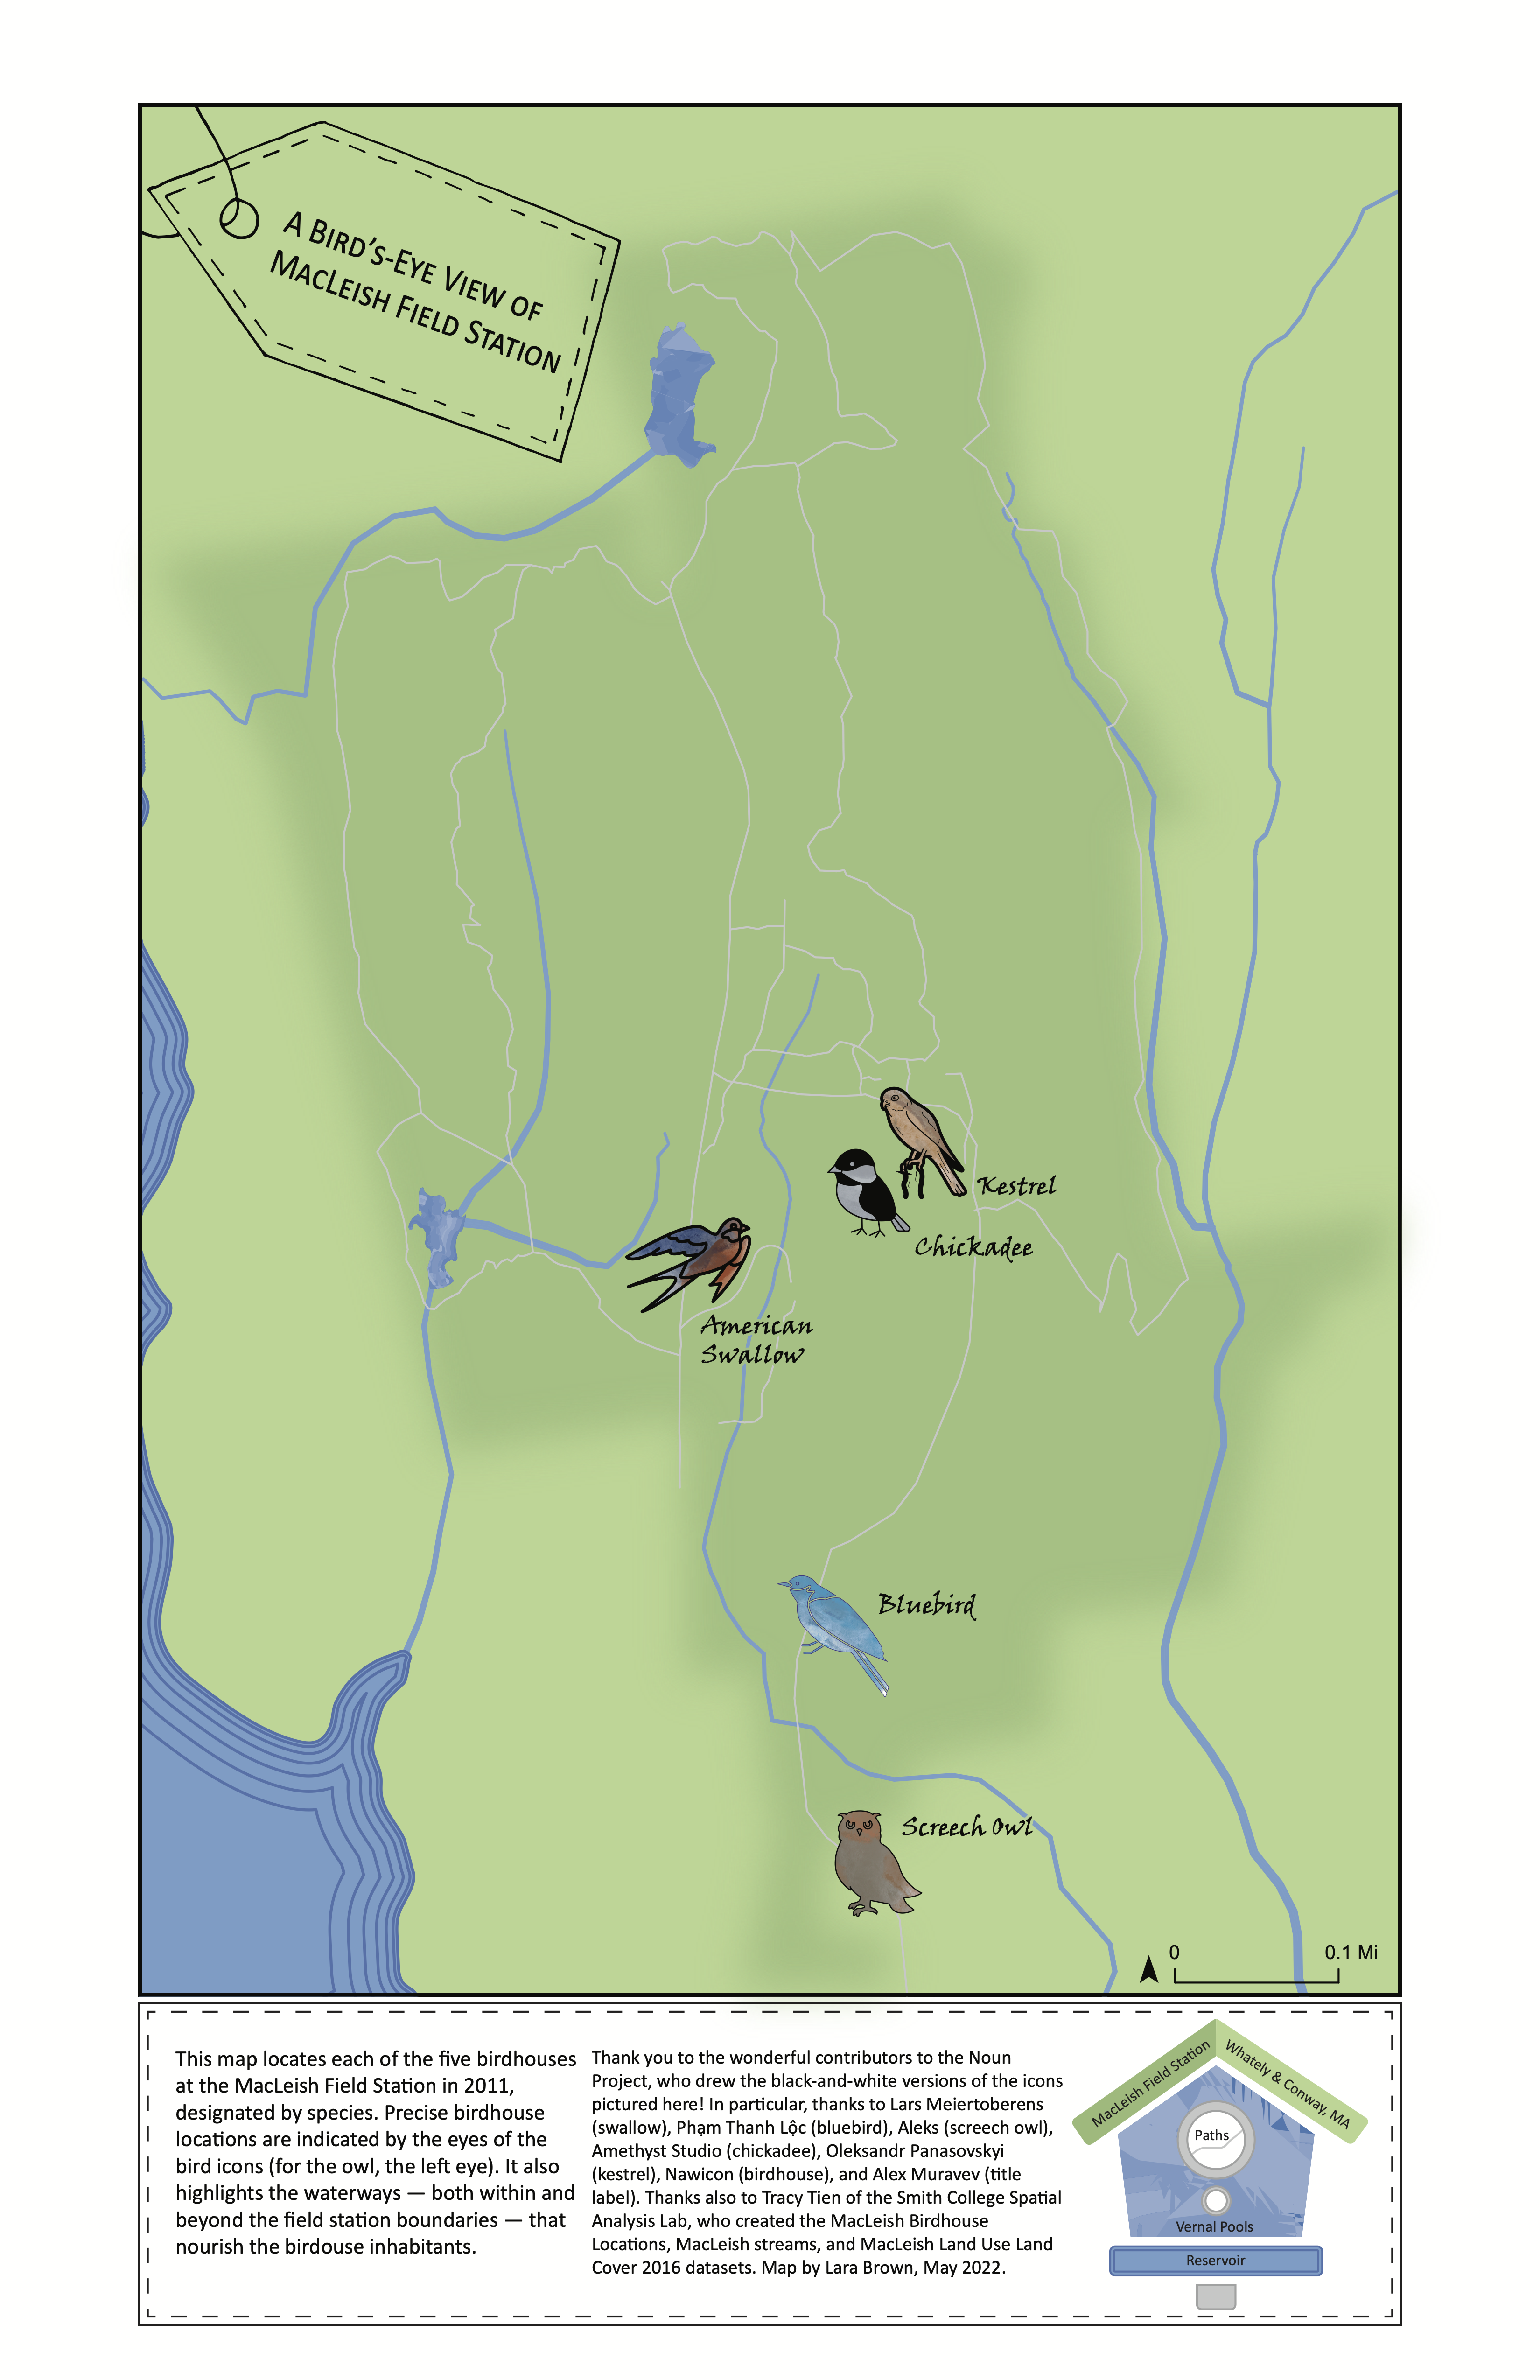 A Bird's-Eye View of
MacLeish Field Station
Kestrel
Chickadee
American
Swallow
Bluebird
Screech Owl
0 0.1 Mi
This map locates each of the five birdhouses
at the MacLeish Field Station in 2011,
designated by species. Precise birdhouse
locations are indicated by the eyes of the
bird icons (for the owl, the left eye). It also
highlights the waterways — both within and
beyond the field station boundaries — that
nourish the birdouse inhabitants.
Thank you to the wonderful contributors to the Noun
Project, who drew the black-and-white versions of the icons
pictured here! In particular, thanks to Lars Meiertoberens
(swallow), Phạm Thanh Lộc (bluebird), Aleks (screech owl),
Amethyst Studio (chickadee), Oleksandr Panasovskyi
(kestrel), Nawicon (birdhouse), and Alex Muravev (title
label). Thanks also to Tracy Tien of the Smith College Spatial
Analysis Lab, who created the MacLeish Birdhouse
Locations, MacLeish streams, and MacLeish Land Use Land
Cover 2016 datasets. Map by Lara Brown, May 2022.
MacLeish Field Station
Whately & Conway, MA
Paths
Vernal Pools
Reservoir